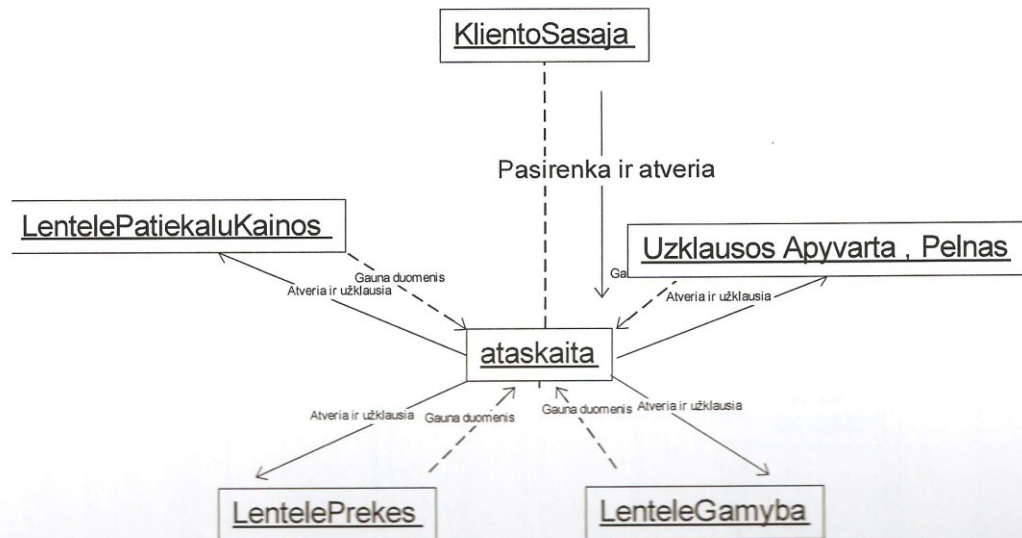 KlientoSasaja
Pasirenka ir atveria
LentelePatiekaluKainos
Uzklausos Apyvarta , Pelnas
Gauna duomenis
Atveria ir užklausia
Ga
Atveria ir užklausia
ataskaita
Atveria ir užklausia
Gauna duomenis
Gauna duomenis
Atveria ir užklausia
LentelePrekes
LenteleGamyba